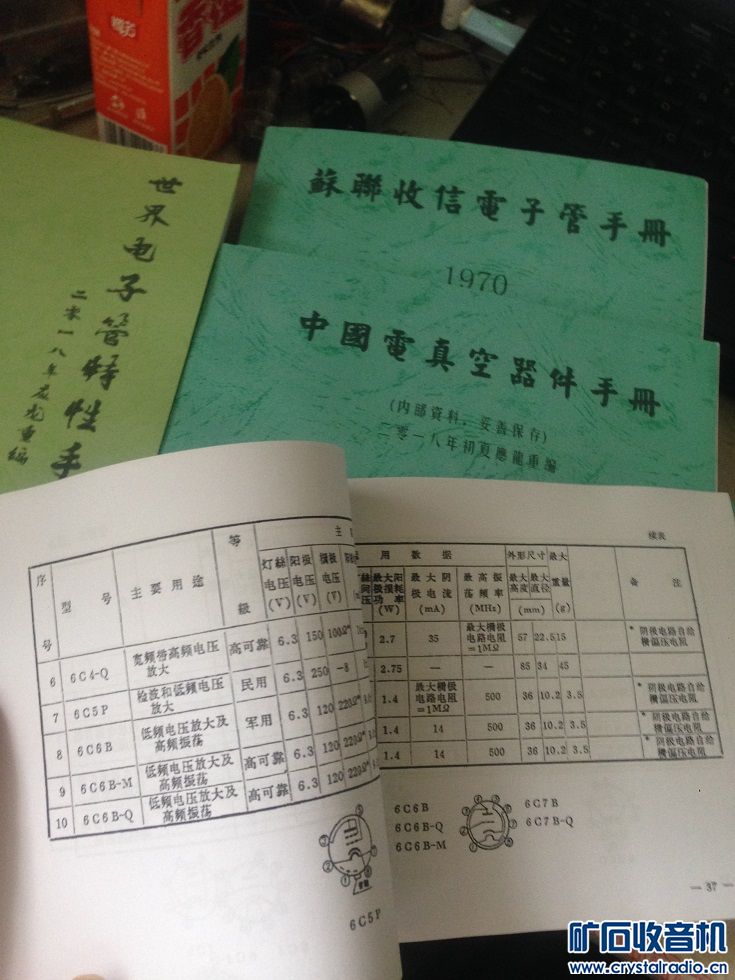 香橙
世界电子管特性手
二零一八年应龙重编
蘇聯收信電子管手冊
1970
中國電真空器件手冊
(内部資料，妥善保存)
二零一八年初夏應龍重編
序号 型号 主要用途 等級 灯絲电压(V) 阳极电压(V) 极电压(V) 主
6 6C4-Q 宽频带高频电压放大 高可靠 6.3 150 100Ω*
7 6C5P 检波和低频电压放大 民用 6.3 250 -8
8 6C6B 低频电压放大及高频振荡 军用 6.3 120 220Ω*
9 6C6B-M 低频电压放大及高频振荡 高可靠 6.3 120 220Ω*
10 6C6B-Q 低频电压放大及高频振荡 高可靠 6.3 120 220Ω*
6C5P
续表
用数据 外形尺寸 最大重量(g) 备注
最大阳极损耗功率(W) 最大阴极电流(mA) 最高振荡频率(MHz) 最大高度 最大直径 (mm)
2.7 35 最大栅极电路电阻=1MΩ 57 22.5 15 *阴极电路自给栅偏压电阻
2.75 — — 85 34 45
1.4 最大栅极电路电阻=1MΩ 500 36 10.2 3.5 *阴极电路自给栅偏压电阻
1.4 14 500 36 10.2 3.5 *阴极电路自给栅偏压电阻
1.4 14 500 36 10.2 3.5 *阴极电路自给栅偏压电阻
6C6B
6C6B-Q
6C6B-M
6C7B
6C7B-Q
— 37 —
矿石收音机
www.crystalradio.cn